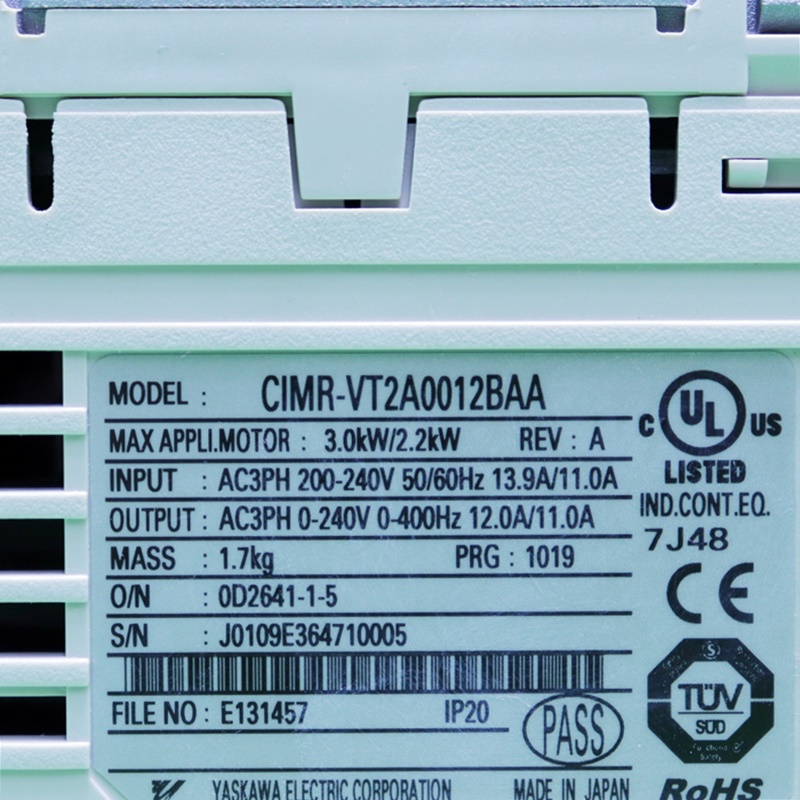 MODEL : CIMR-VT2A0012BAA
MAX APPLI.MOTOR : 3.0kW/2.2kW REV : A
INPUT : AC3PH 200-240V 50/60Hz 13.9A/11.0A
OUTPUT : AC3PH 0-240V 0-400Hz 12.0A/11.0A
MASS : 1.7kg PRG : 1019
O/N : 0D2641-1-5
S/N : J0109E364710005
FILE NO : E131457 IP20
PASS
YASKAWA ELECTRIC CORPORATION MADE IN JAPAN
C UL US
LISTED
IND.CONT.EQ.
7J48
CE
TÜV
SÜD
RoHS